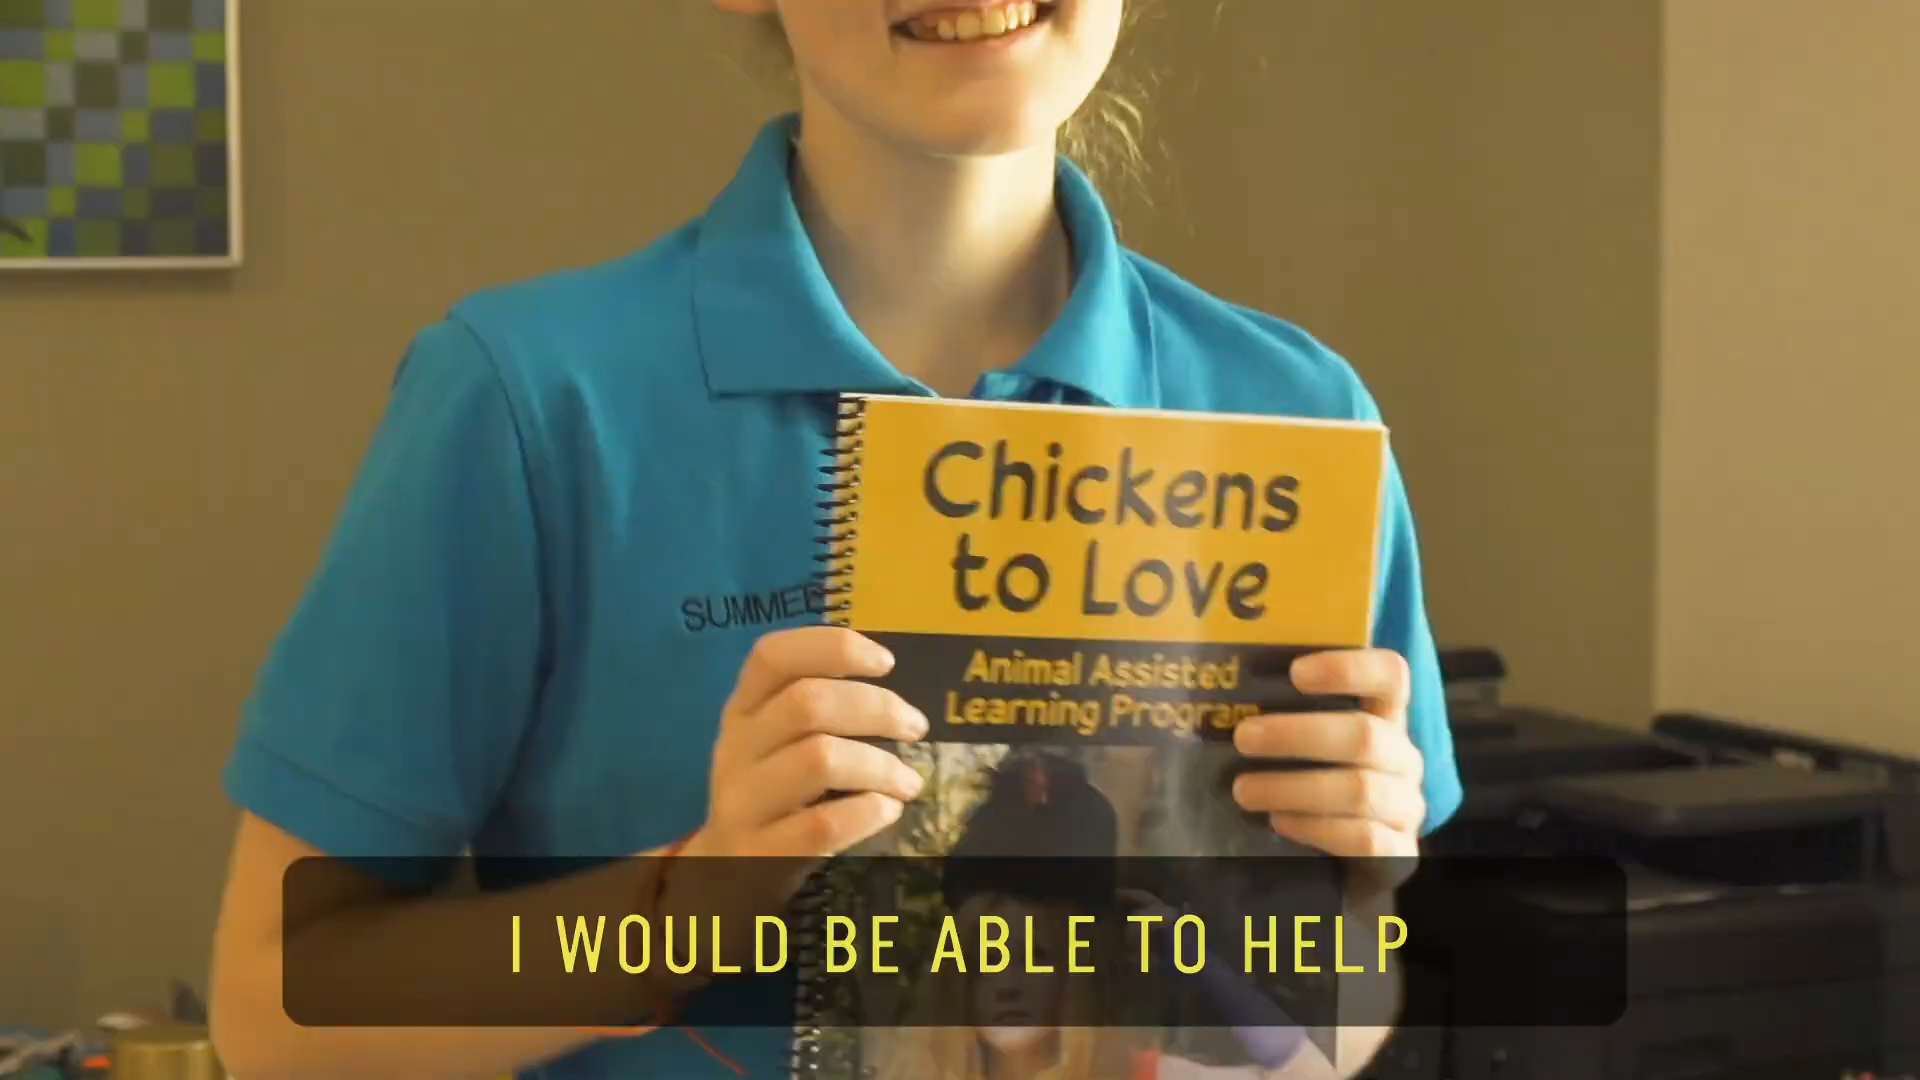 Chickens
to Love
SUMMER
Animal Assisted
Learning Program
I WOULD BE ABLE TO HELP